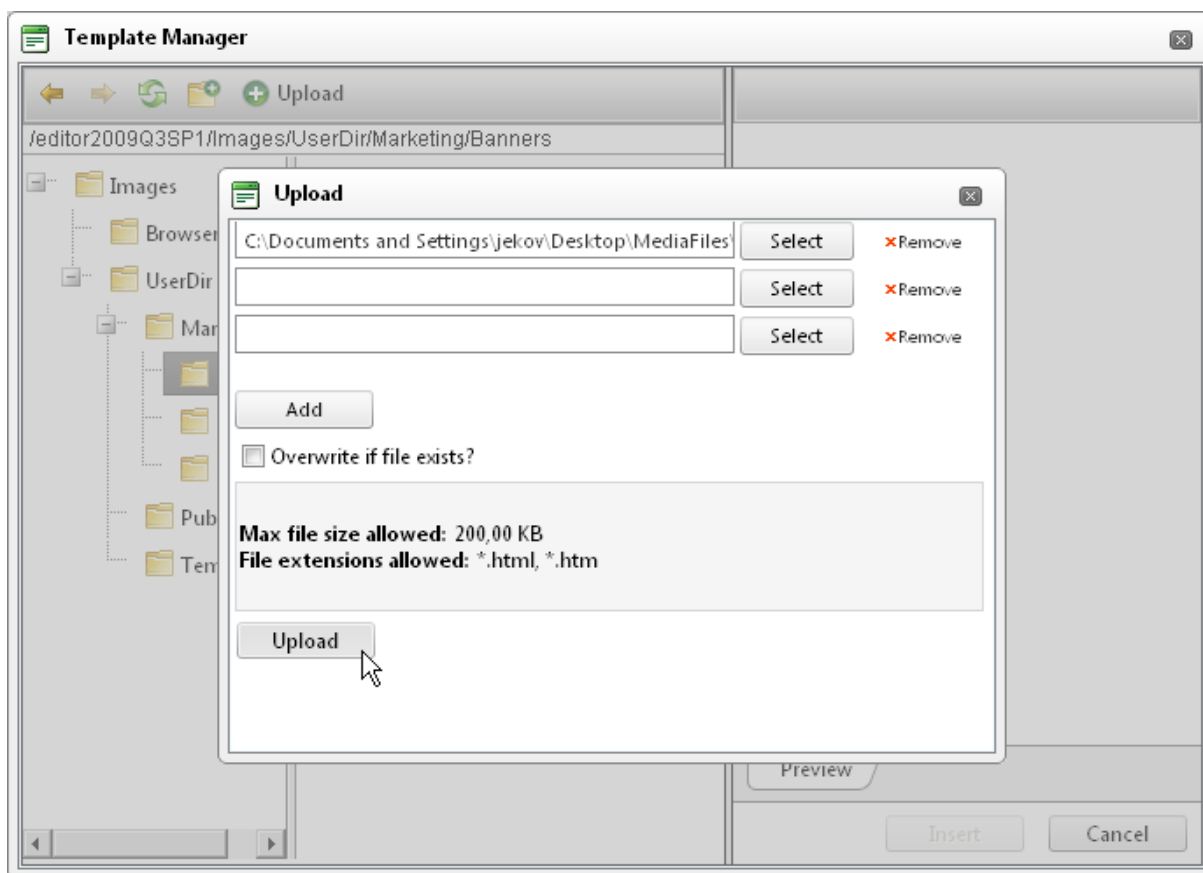 Template Manager
Upload
/editor2009Q3SP1/Images/UserDir/Marketing/Banners
Images
Browser
UserDir
Mar
Pub
Tem
Upload
C:\Documents and Settings\jekov\Desktop\MediaFiles\
Select
Remove
Select
Remove
Select
Remove
Add
Overwrite if file exists?
Max file size allowed: 200,00 KB
File extensions allowed: *.html, *.htm
Upload
Preview
Insert
Cancel